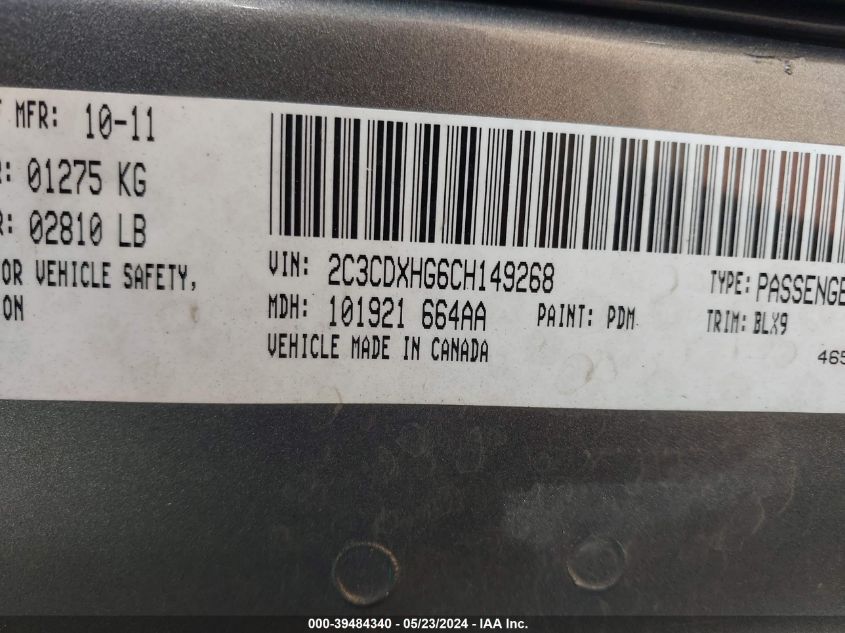 F MFR: 10-11
R: 01275 KG
R: 02810 LB
OR VEHICLE SAFETY,
ON
VIN: 2C3CDXHG6CH149268
TYPE: PASSENGE
MDH: 101921 664AA PAINT: PDM
TRIM: BLX9
VEHICLE MADE IN CANADA
465
000-39484340 - 05/23/2024 - IAA Inc.